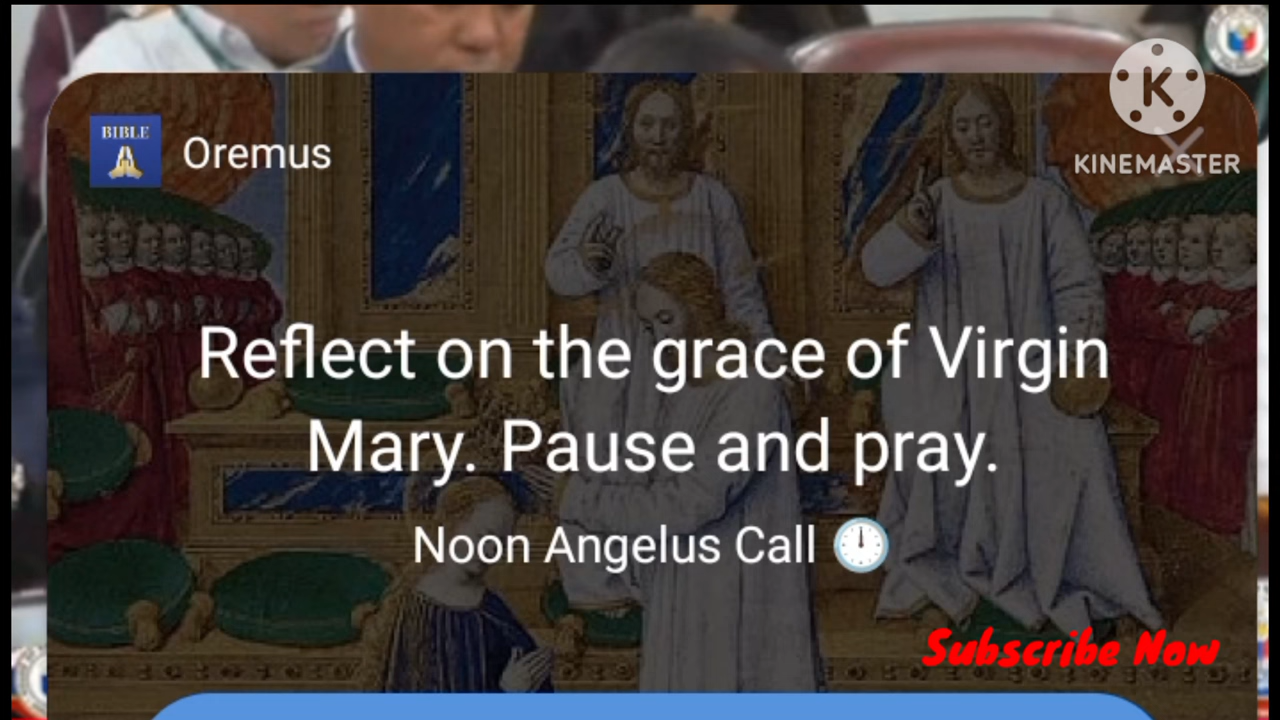 BIBLE
Oremus
K
KINEMASTER
Reflect on the grace of Virgin
Mary. Pause and pray.
Noon Angelus Call
Subscribe Now